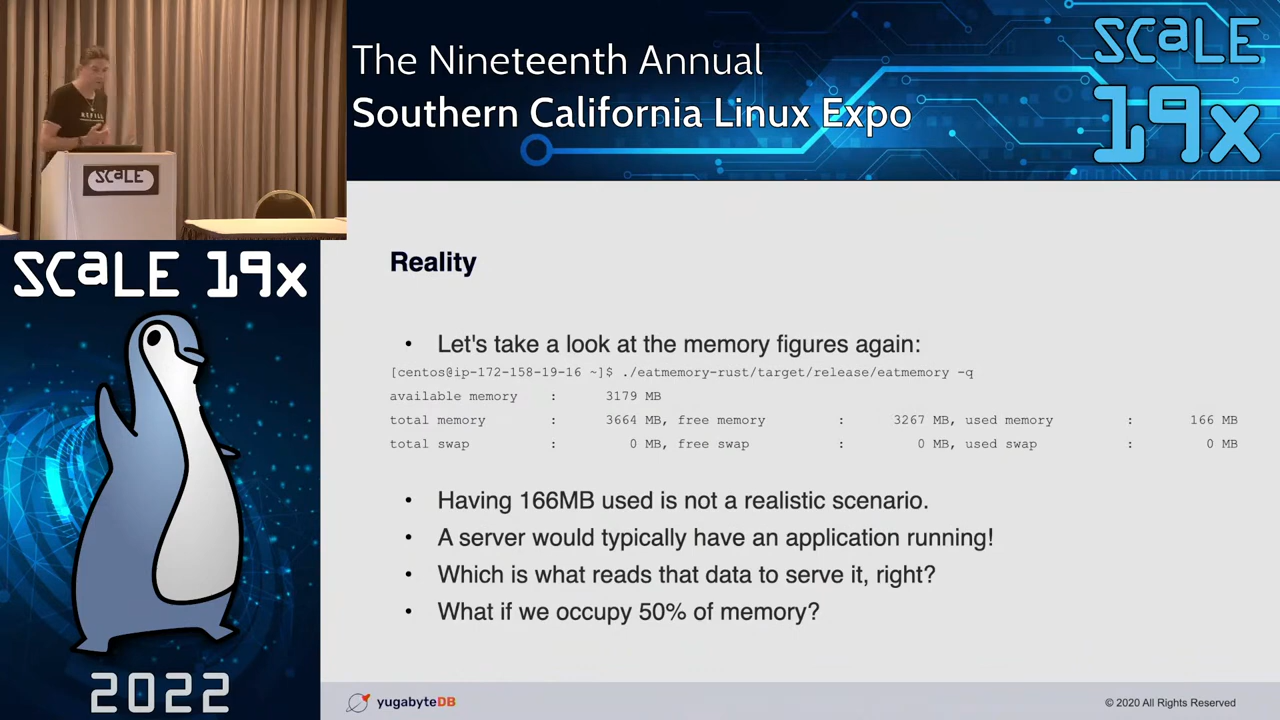 The Nineteenth Annual
Southern California Linux Expo
SCaLE
19x
SCaLE
SCaLE 19x
2022
Reality
• Let's take a look at the memory figures again:
[centos@ip-172-158-19-16 ~]$ ./eatmemory-rust/target/release/eatmemory -q
available memory : 3179 MB
total memory : 3664 MB, free memory : 3267 MB, used memory : 166 MB
total swap : 0 MB, free swap : 0 MB, used swap : 0 MB
• Having 166MB used is not a realistic scenario.
• A server would typically have an application running!
• Which is what reads that data to serve it, right?
• What if we occupy 50% of memory?
yugabyteDB
© 2020 All Rights Reserved